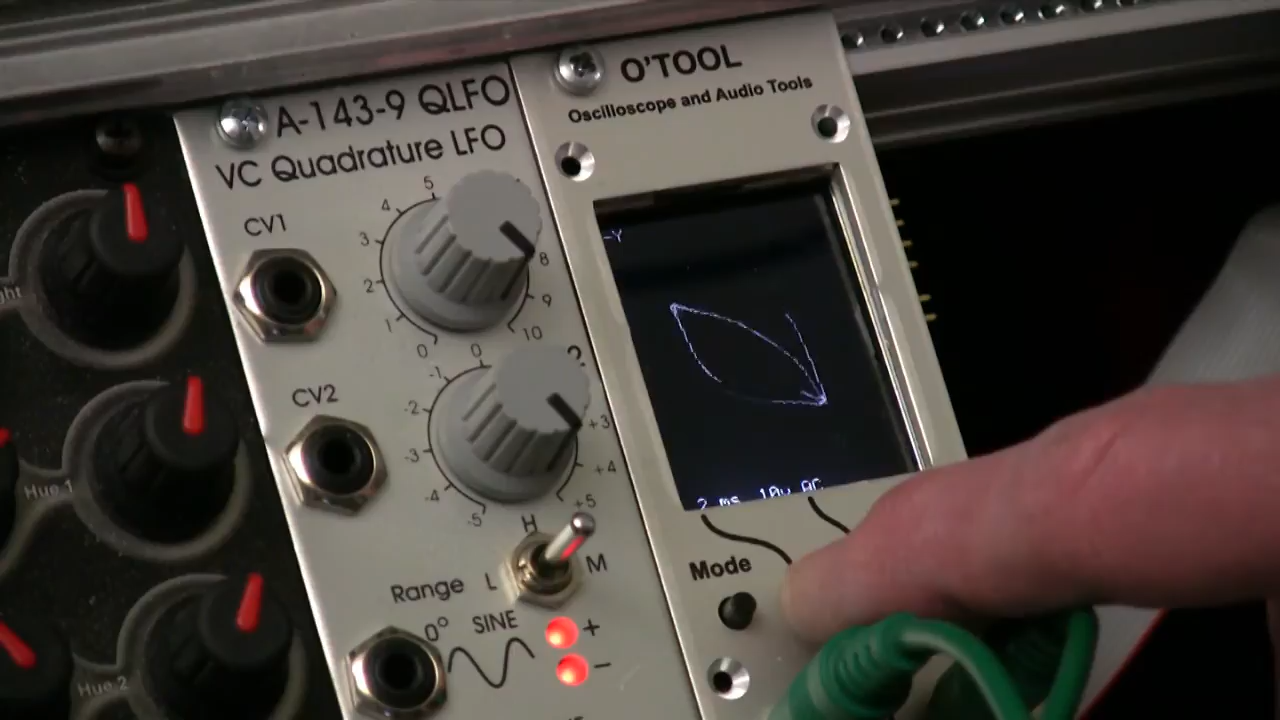 A-143-9 QLFO
VC Quadrature LFO
CV1
5
4
3
2
1
0
8
9
10
CV2
0
-1
-2
-3
-4
-5
+3
+4
+5
H
L
M
Range
0°
SINE
+
−
O'TOOL
Oscilloscope and Audio Tools
-Y
2 ms 10v AC
Mode
ht
Hue 1
Hue 2